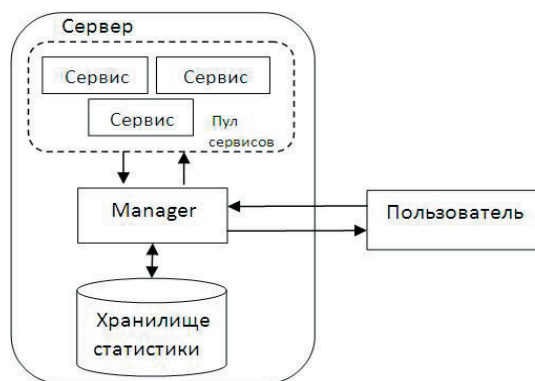 Сервер
Сервис
Сервис
Сервис
Пул
сервисов
Manager
Пользователь
Хранилище
статистики